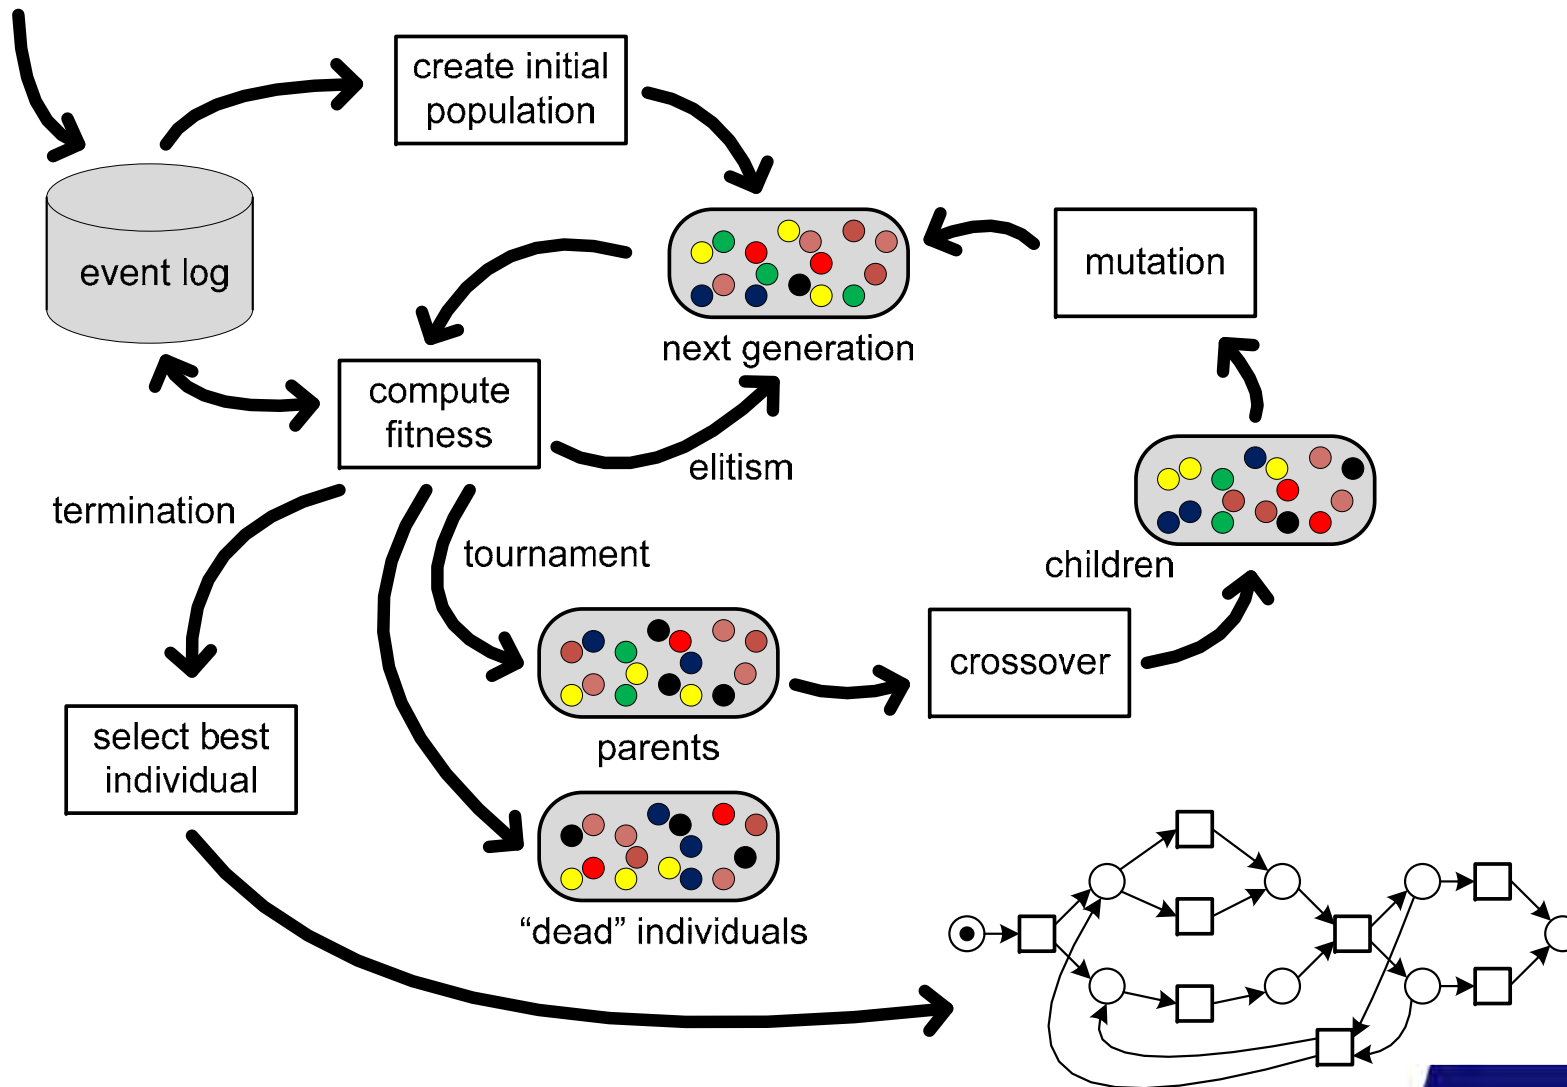 create initial
population
event log
mutation
next generation
compute
fitness
elitism
termination
tournament
children
crossover
select best
individual
parents
“dead” individuals